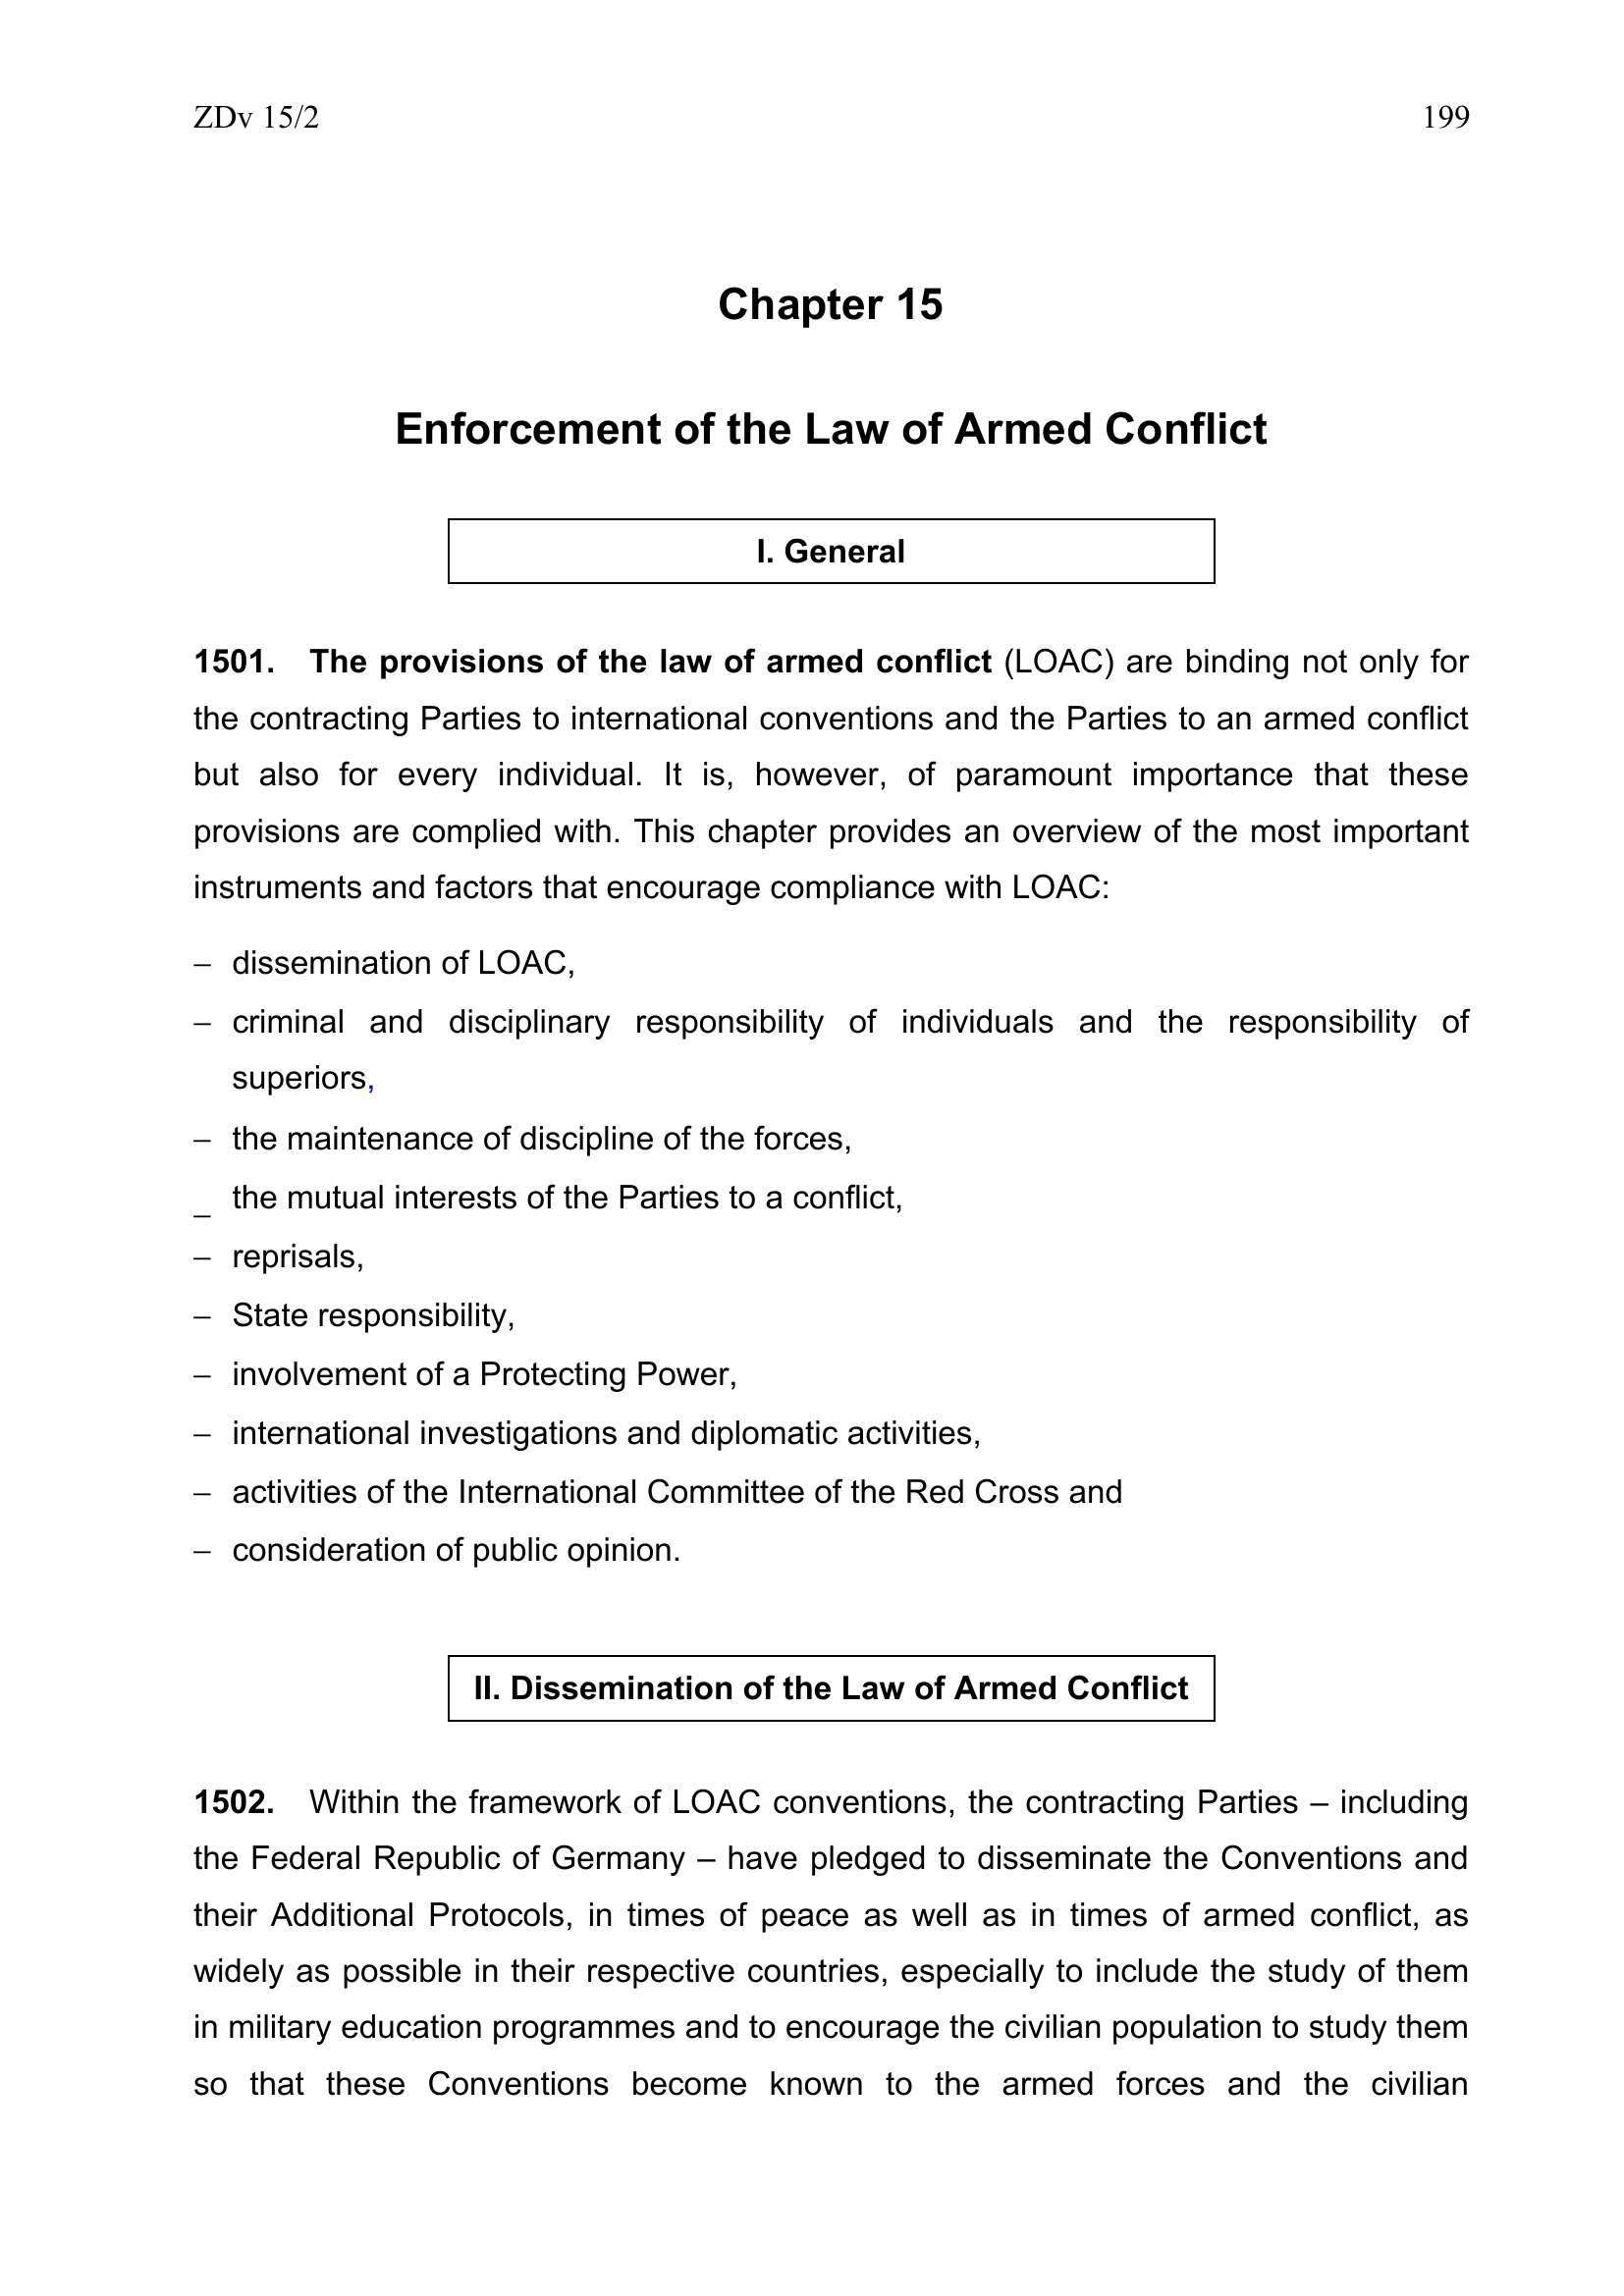 ZDv 15/2 199
Chapter 15
Enforcement of the Law of Armed Conflict
I. General
1501. The provisions of the law of armed conflict (LOAC) are binding not only for
the contracting Parties to international conventions and the Parties to an armed conflict
but also for every individual. It is, however, of paramount importance that these
provisions are complied with. This chapter provides an overview of the most important
instruments and factors that encourage compliance with LOAC:
– dissemination of LOAC,
– criminal and disciplinary responsibility of individuals and the responsibility of
superiors,
– the maintenance of discipline of the forces,
_ the mutual interests of the Parties to a conflict,
– reprisals,
– State responsibility,
– involvement of a Protecting Power,
– international investigations and diplomatic activities,
– activities of the International Committee of the Red Cross and
– consideration of public opinion.
II. Dissemination of the Law of Armed Conflict
1502. Within the framework of LOAC conventions, the contracting Parties – including
the Federal Republic of Germany – have pledged to disseminate the Conventions and
their Additional Protocols, in times of peace as well as in times of armed conflict, as
widely as possible in their respective countries, especially to include the study of them
in military education programmes and to encourage the civilian population to study them
so that these Conventions become known to the armed forces and the civilian